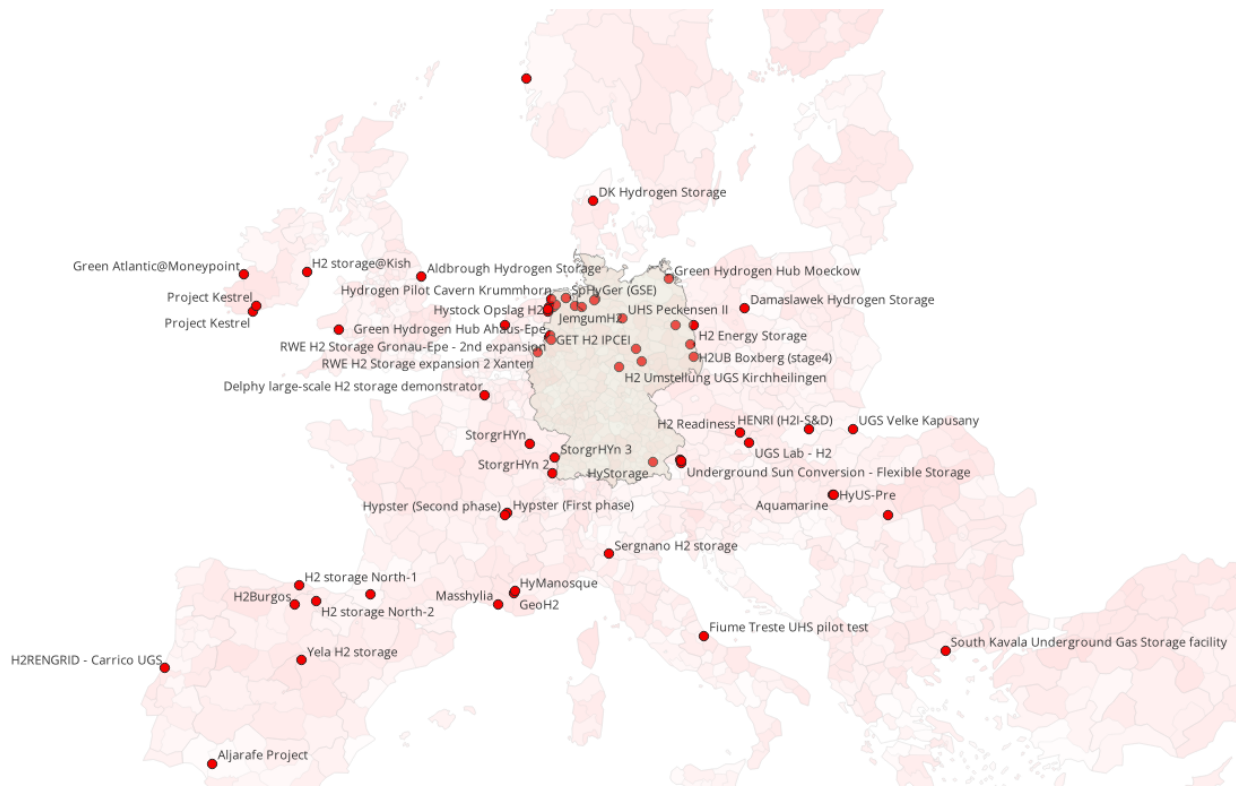 DK Hydrogen Storage
Green Atlantic@Moneypoint
H2 storage@Kish
Aldbrough Hydrogen Storage
Green Hydrogen Hub Moeckow
Hydrogen Pilot Cavern Krummhorn
SpHyGer (GSE)
Project Kestrel
Damaslawek Hydrogen Storage
Hystock Opslag H2
UHS Peckensen II
Project Kestrel
JemgumH2
Green Hydrogen Hub Ahaus-Epe
H2 Energy Storage
GET H2 IPCEI
RWE H2 Storage Gronau-Epe - 2nd expansion
H2UB Boxberg (stage4)
RWE H2 Storage expansion 2 Xanten
H2 Umstellung UGS Kirchheilingen
Delphy large-scale H2 storage demonstrator
HENRI (H2I-S&D)
UGS Velke Kapusany
H2 Readiness
StorgrHYn
StorgrHYn 3
UGS Lab - H2
StorgrHYn 2
HyStorage
Underground Sun Conversion - Flexible Storage
HyUS-Pre
Hypster (Second phase)
Hypster (First phase)
Aquamarine
Sergnano H2 storage
H2 storage North-1
HyManosque
H2Burgos
Masshylia
GeoH2
H2 storage North-2
Fiume Treste UHS pilot test
South Kavala Underground Gas Storage facility
Yela H2 storage
H2RENGRID - Carrico UGS
Aljarafe Project